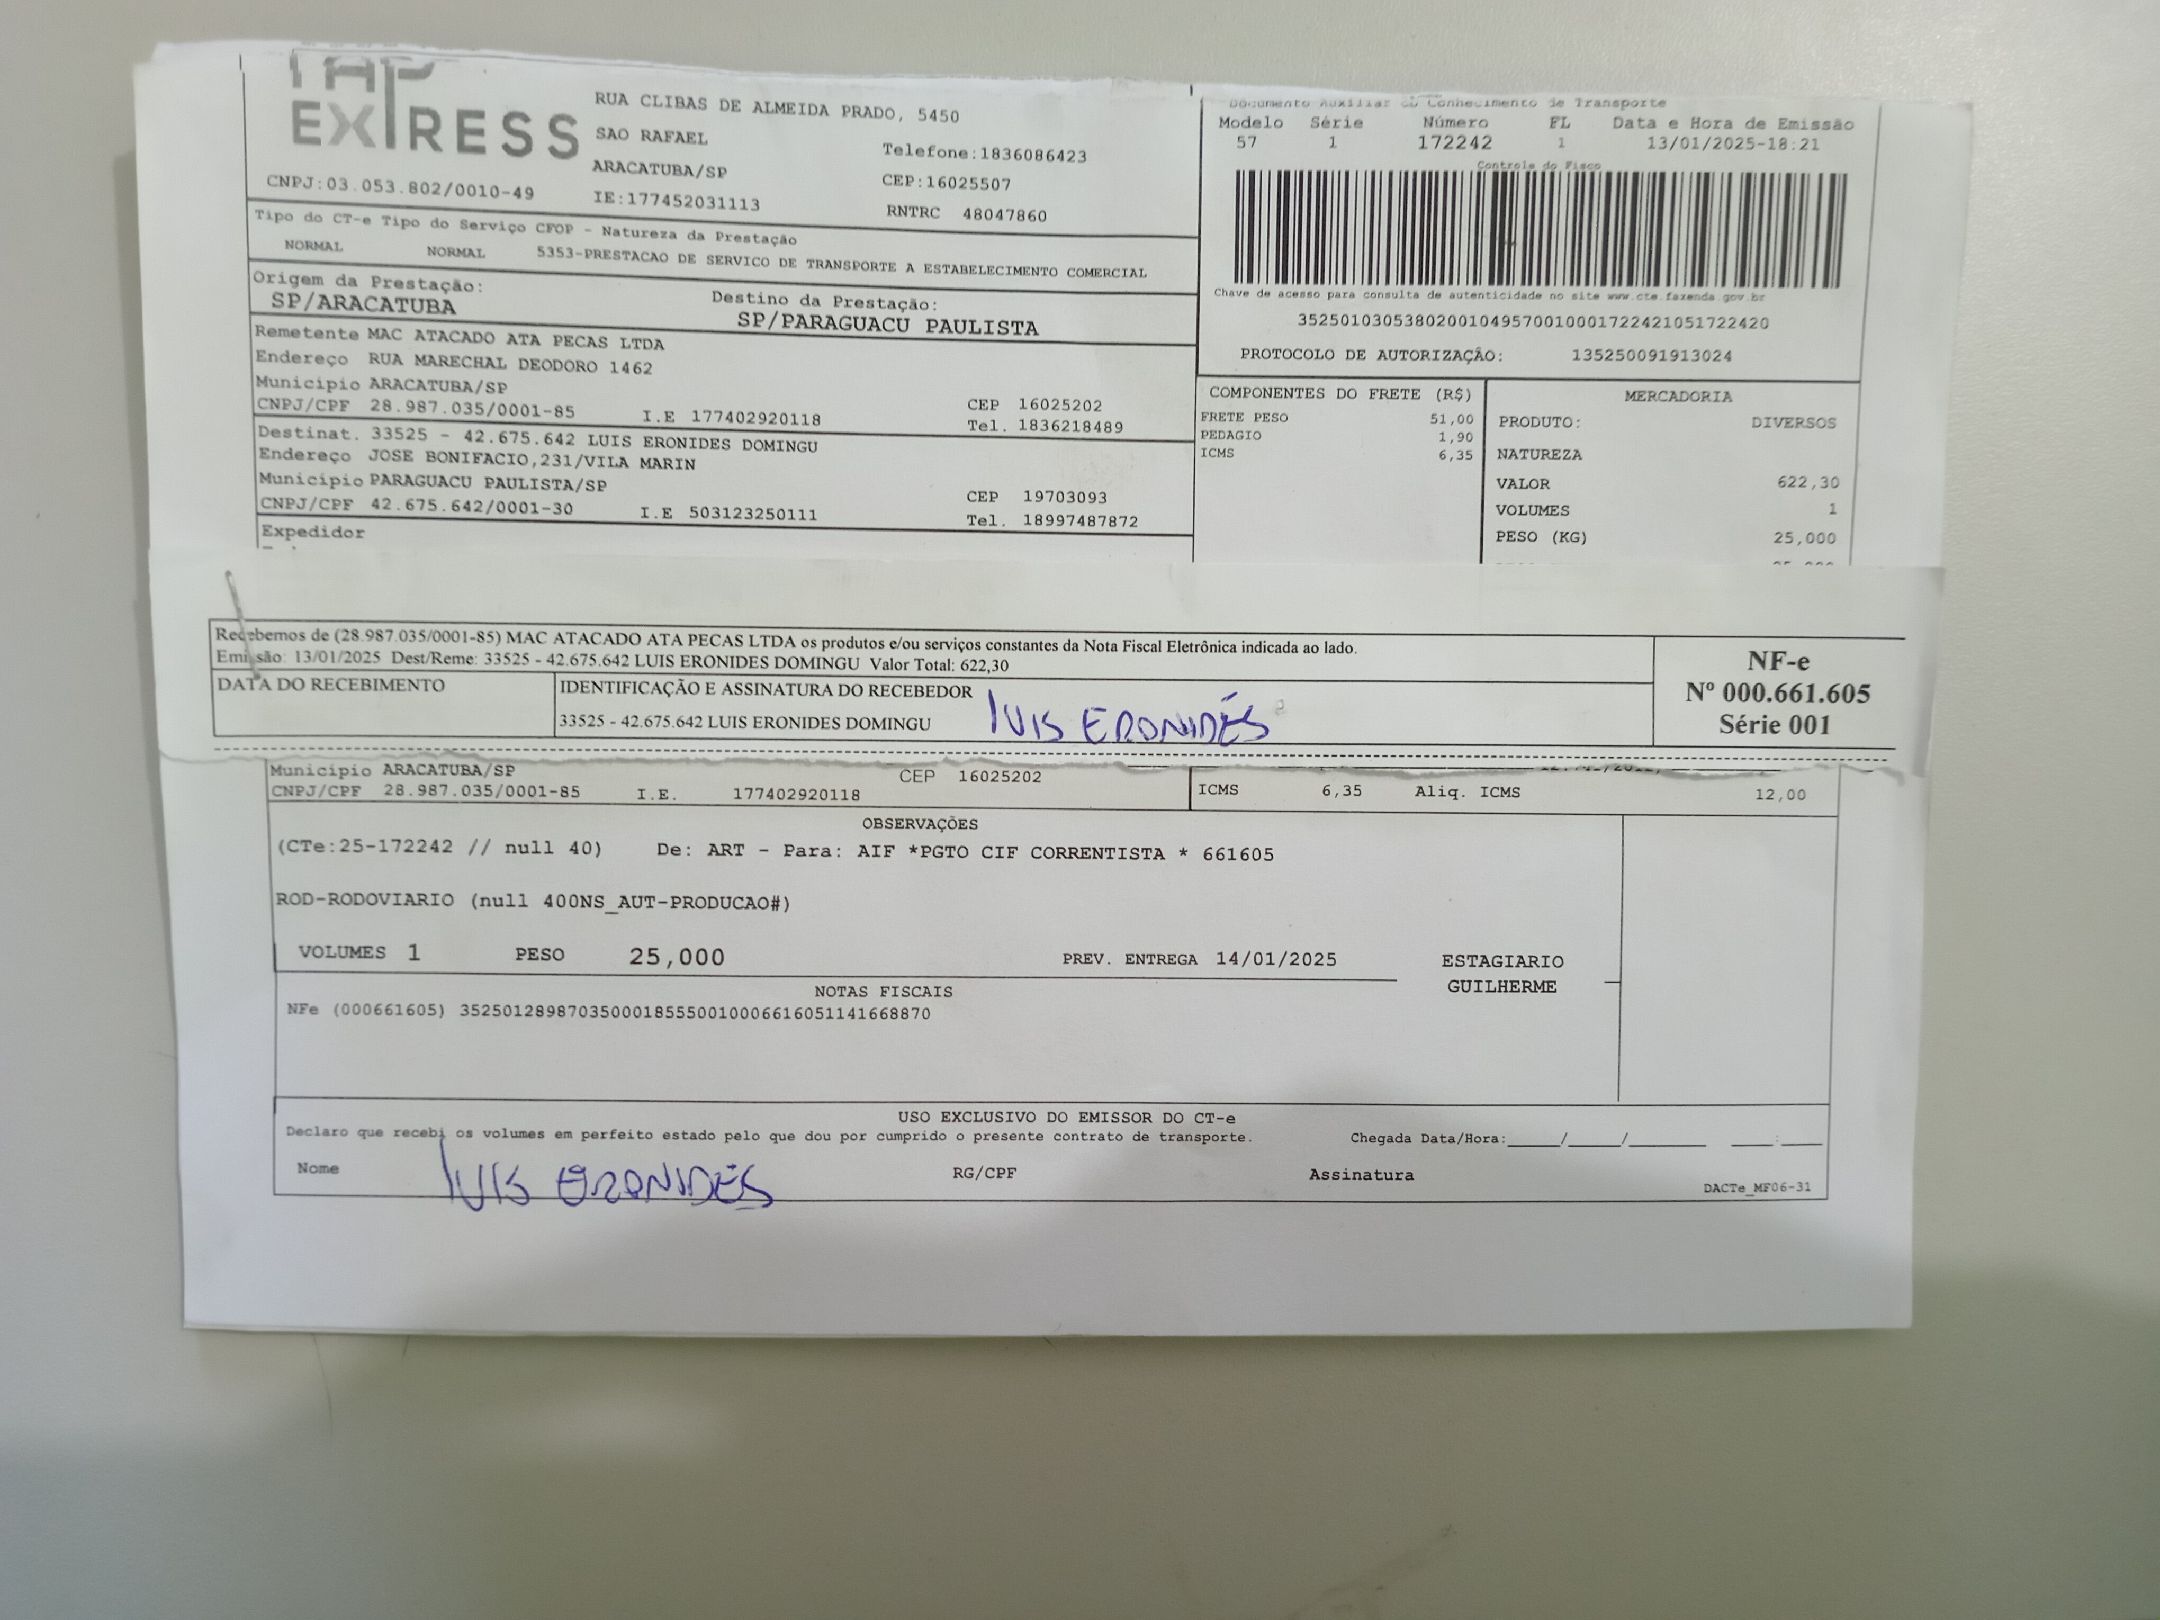 TAP
EXPRESS
RUA CLIBAS DE ALMEIDA PRADO, 5450
SAO RAFAEL
Telefone:1836086423
ARACATUBA/SP
CEP:16025507
CNPJ:03.053.802/0010-49
IE:177452031113
RNTRC 48047860
Documento Auxiliar do Conhecimento de Transporte
Modelo Série Número FL Data e Hora de Emissão
57 1 172242 1 13/01/2025-18:21
Controle do Fisco
Tipo do CT-e Tipo do Serviço CFOP - Natureza da Prestação
NORMAL NORMAL 5353-PRESTACAO DE SERVICO DE TRANSPORTE A ESTABELECIMENTO COMERCIAL
Origem da Prestação: Destino da Prestação:
SP/ARACATUBA SP/PARAGUACU PAULISTA
Chave de acesso para consulta de autenticidade no site www.cte.fazenda.gov.br
35250103053802001049570010001722421051722420
PROTOCOLO DE AUTORIZAÇÃO: 135250091913024
Remetente MAC ATACADO ATA PECAS LTDA
Endereço RUA MARECHAL DEODORO 1462
Município ARACATUBA/SP CEP 16025202
CNPJ/CPF 28.987.035/0001-85 I.E 177402920118 Tel. 1836218489
Destinat. 33525 - 42.675.642 LUIS ERONIDES DOMINGU
Endereço JOSE BONIFACIO,231/VILA MARIN
Município PARAGUACU PAULISTA/SP CEP 19703093
CNPJ/CPF 42.675.642/0001-30 I.E 503123250111 Tel. 18997487872
Expedidor
COMPONENTES DO FRETE (R$)
FRETE PESO 51,00
PEDAGIO 1,90
ICMS 6,35
MERCADORIA
PRODUTO: DIVERSOS
NATUREZA
VALOR 622,30
VOLUMES 1
PESO (KG) 25,000
Recebemos de (28.987.035/0001-85) MAC ATACADO ATA PECAS LTDA os produtos e/ou serviços constantes da Nota Fiscal Eletrônica indicada ao lado.
Emissão: 13/01/2025 Dest/Reme: 33525 - 42.675.642 LUIS ERONIDES DOMINGU Valor Total: 622,30
DATA DO RECEBIMENTO
IDENTIFICAÇÃO E ASSINATURA DO RECEBEDOR
33525 - 42.675.642 LUIS ERONIDES DOMINGU
LUIS ERONIDÉS
NF-e
Nº 000.661.605
Série 001
Município ARACATUBA/SP CEP 16025202
CNPJ/CPF 28.987.035/0001-85 I.E. 177402920118
ICMS 6,35 Aliq. ICMS 12,00
OBSERVAÇÕES
(CTe:25-172242 // null 40) De: ART - Para: AIF *PGTO CIF CORRENTISTA * 661605
ROD-RODOVIARIO (null 400NS_AUT-PRODUCAO#)
VOLUMES 1 PESO 25,000 PREV. ENTREGA 14/01/2025
ESTAGIARIO
GUILHERME
NOTAS FISCAIS
NFe (000661605) 35250128987035000185550010006616051141668870
USO EXCLUSIVO DO EMISSOR DO CT-e
Declaro que recebi os volumes em perfeito estado pelo que dou por cumprido o presente contrato de transporte. Chegada Data/Hora:_____/_____/_______ ____:____
Nome LUIS ERONIDÉS RG/CPF Assinatura
DACTe_MF06-31